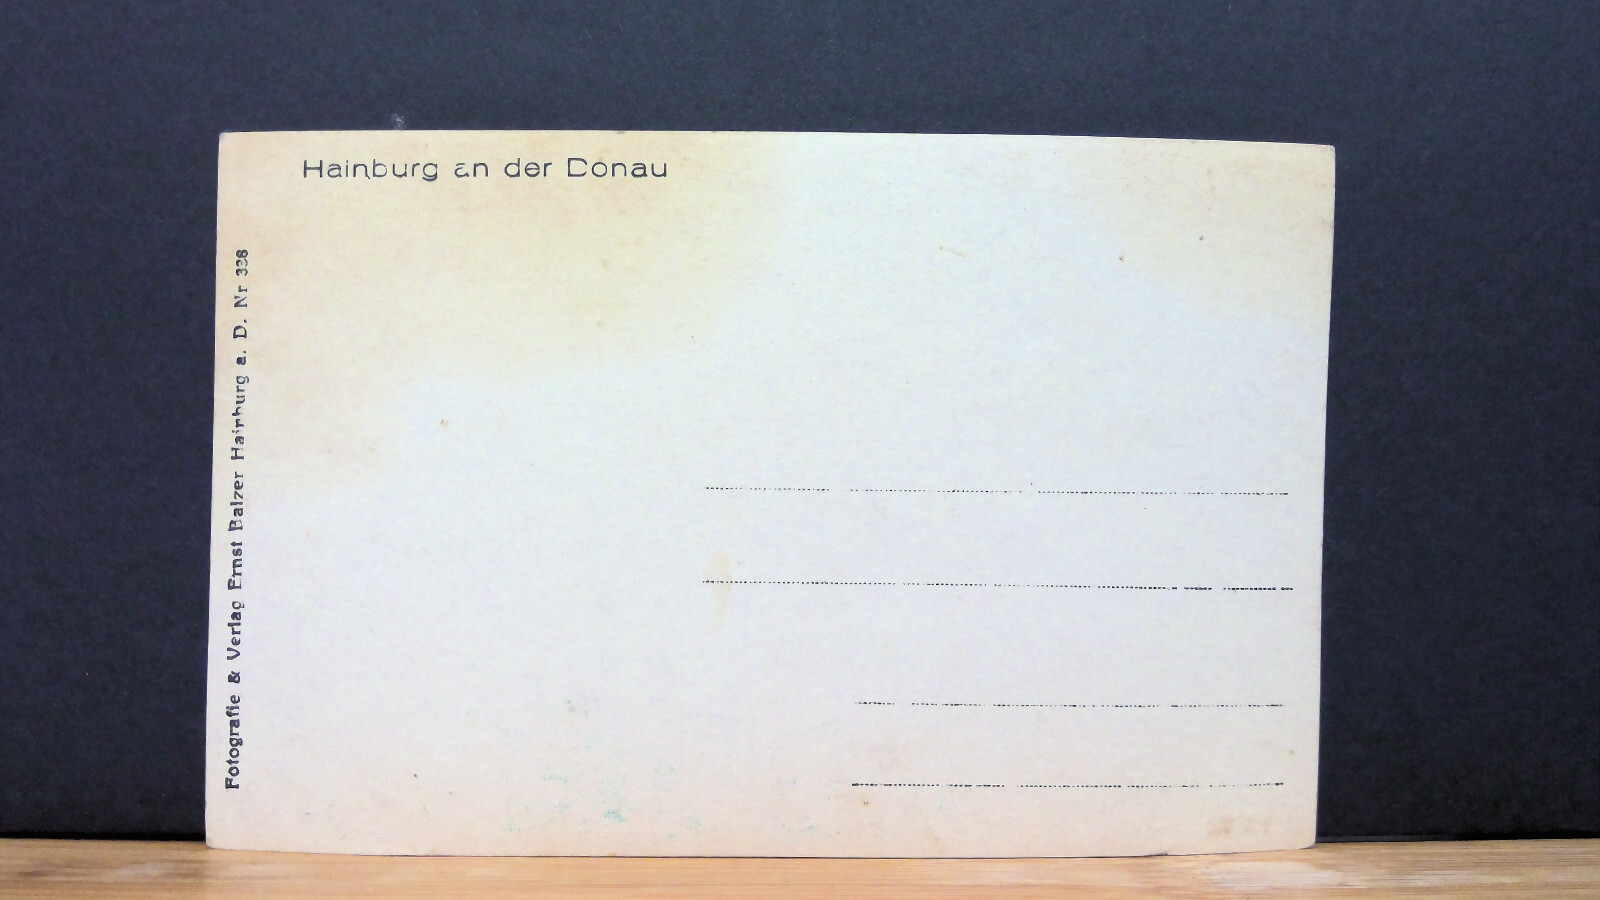 Hainburg an der Donau
Fotografie & Verlag Ernst Balzer Hainburg a. D. Nr 338